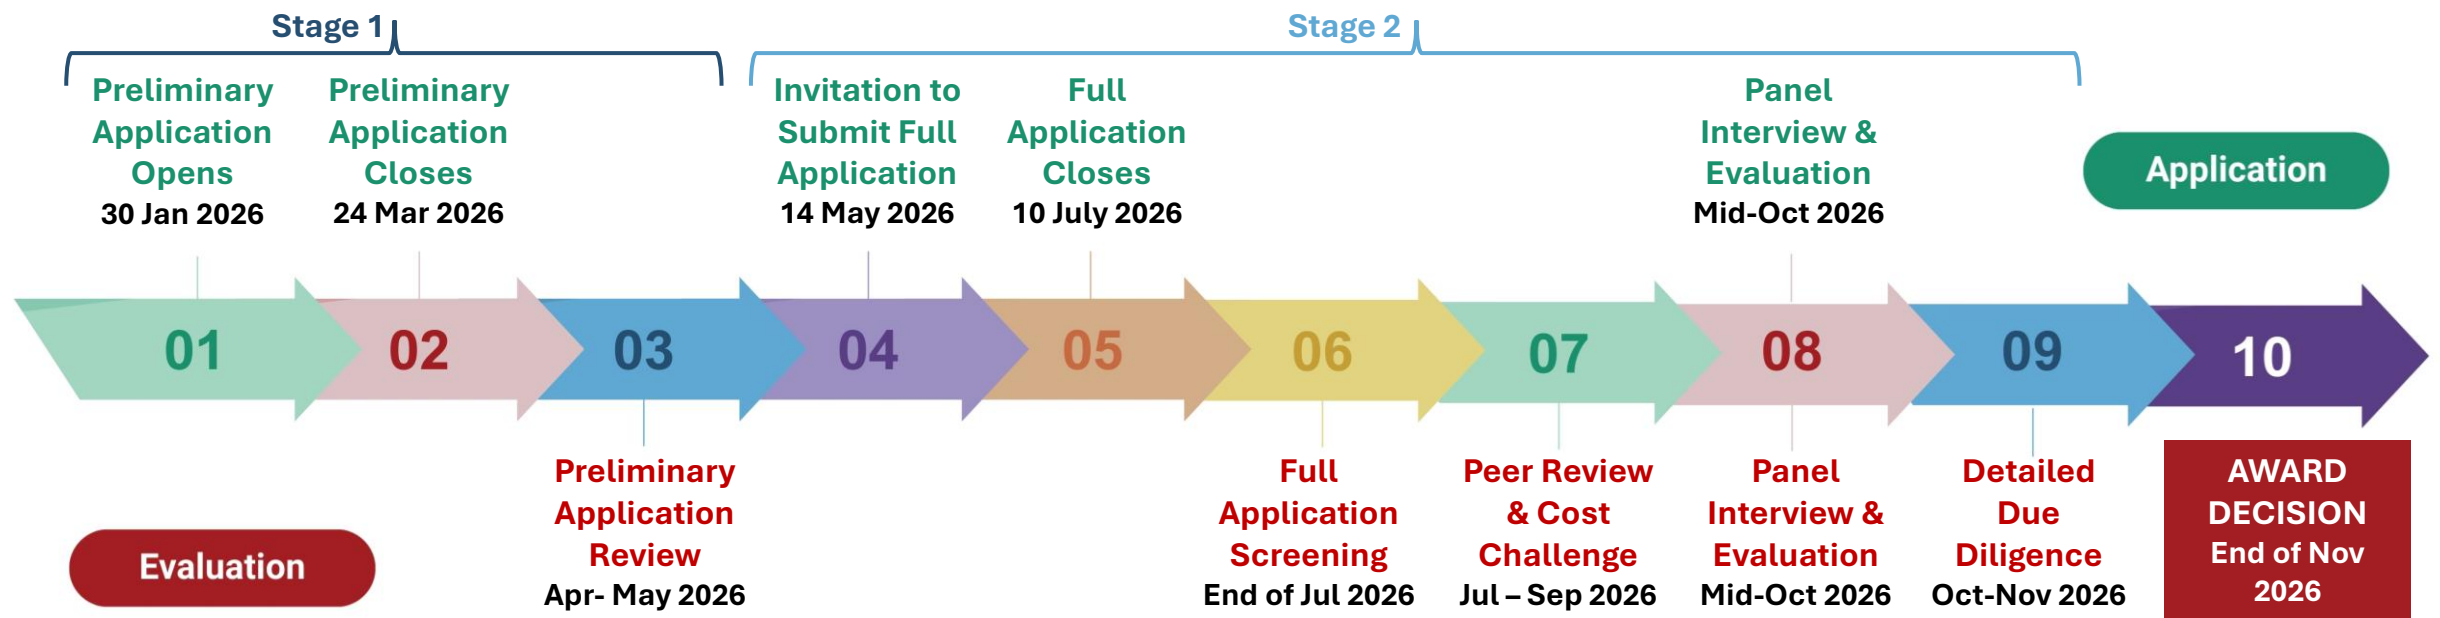 Stage 1
Stage 2
Preliminary
Application
Opens
30 Jan 2026
Preliminary
Application
Closes
24 Mar 2026
Invitation to
Submit Full
Application
14 May 2026
Full
Application
Closes
10 July 2026
Panel
Interview &
Evaluation
Mid-Oct 2026
Application
01
02
03
04
05
06
07
08
09
10
Evaluation
Preliminary
Application
Review
Apr- May 2026
Full
Application
Screening
End of Jul 2026
Peer Review
& Cost
Challenge
Jul – Sep 2026
Panel
Interview &
Evaluation
Mid-Oct 2026
Detailed
Due
Diligence
Oct-Nov 2026
AWARD
DECISION
End of Nov
2026